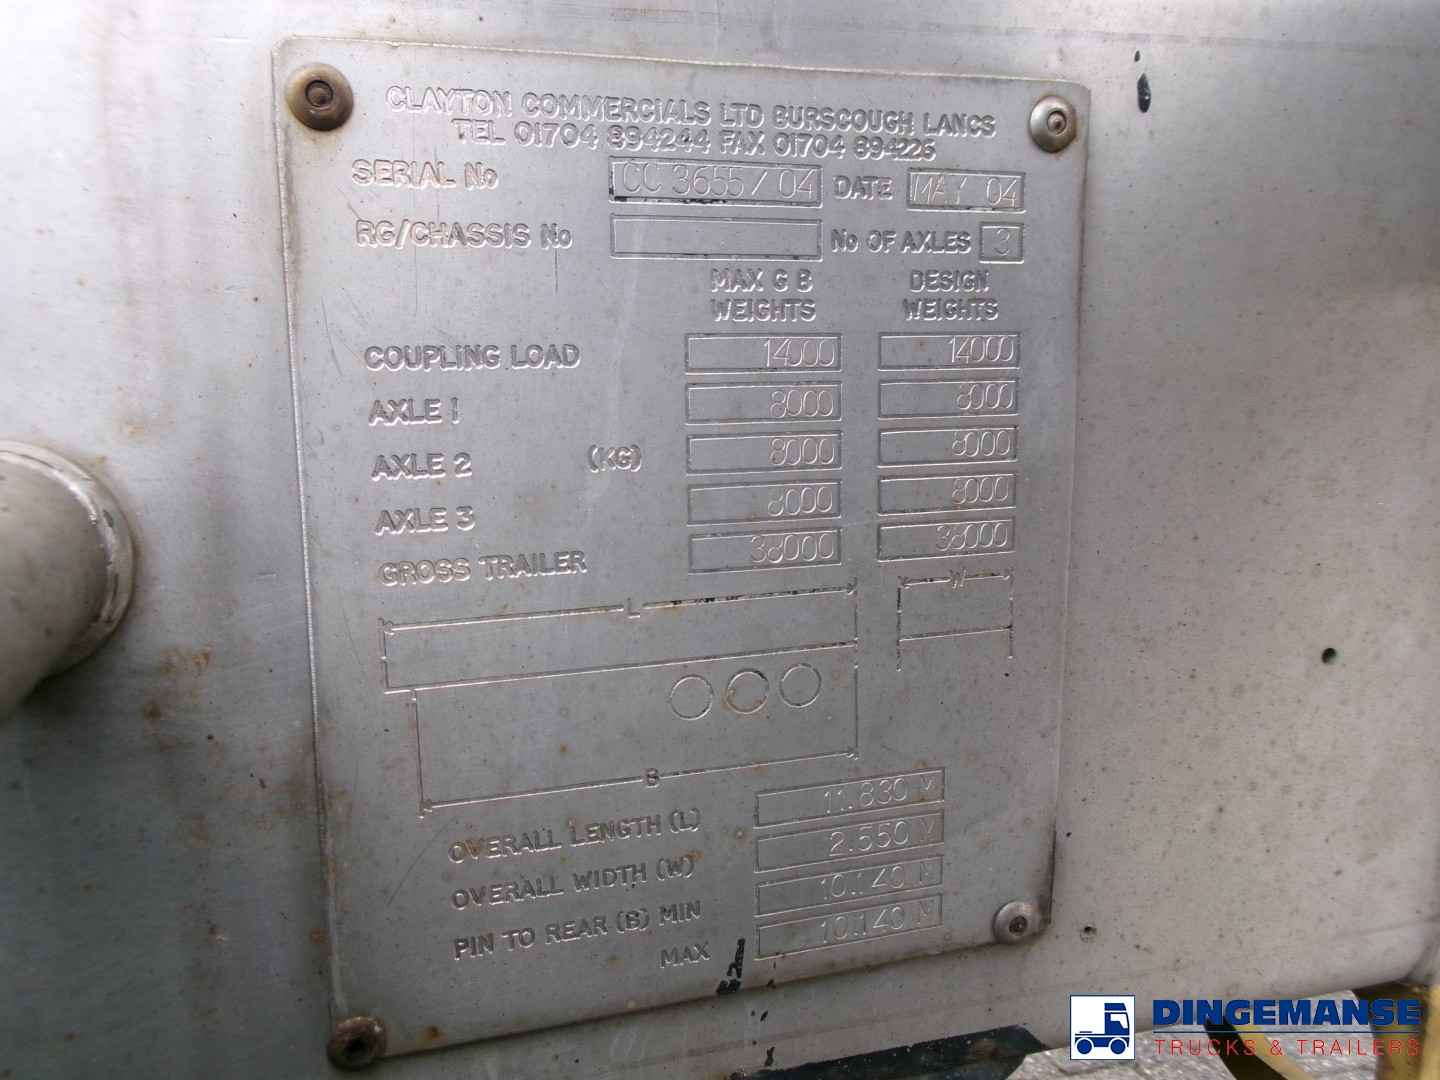 CLAYTON COMMERCIALS LTD BURSCOUGH LANCS
TEL 01704 894244 FAX 01704 894225
SERIAL No CC 3655/04 DATE MAY 04
RG/CHASSIS No No OF AXLES 3
MAX G B WEIGHTS DESIGN WEIGHTS
COUPLING LOAD 14000 14000
AXLE 1 8000 8000
AXLE 2 (KG) 8000 8000
AXLE 3 8000 8000
GROSS TRAILER 38000 38000
L W
B
OVERALL LENGTH (L) 11.830 M
OVERALL WIDTH (W) 2.550 M
PIN TO REAR (B) MIN 10.140 M
MAX 10.140 M
DINGEMANSE
TRUCKS & TRAILERS